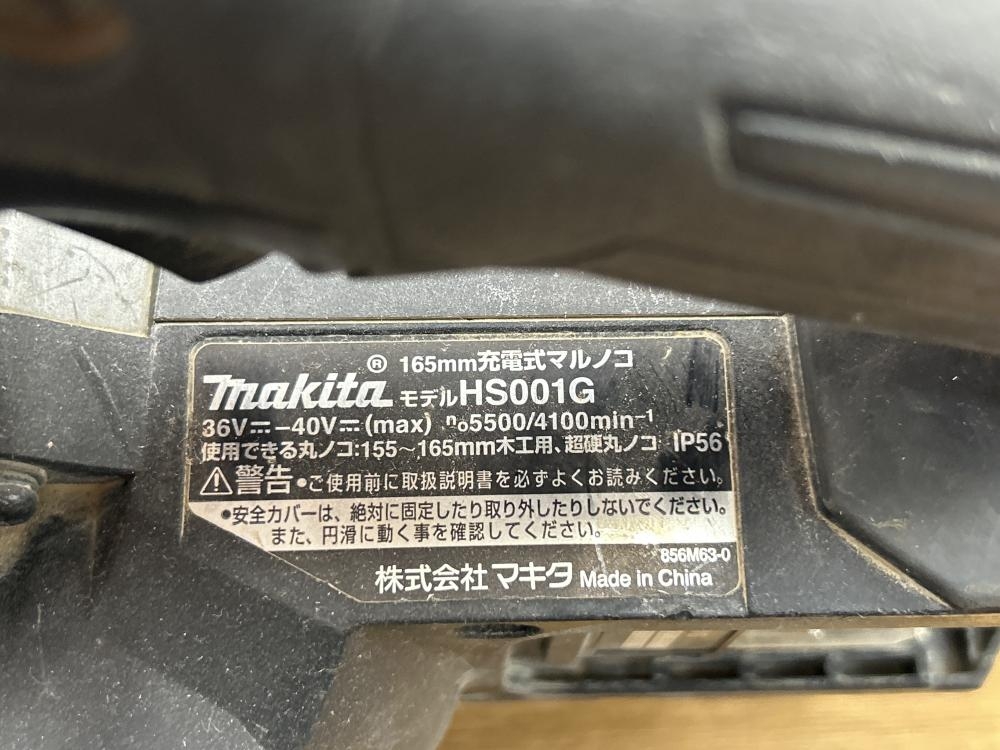 ® 165mm充電式マルノコ
makita モデルHS001G
36V⎓-40V⎓(max) n₀5500/4100min⁻¹
使用できる丸ノコ:155~165mm木工用、超硬丸ノコ IP56
⚠警告 •ご使用前に取扱説明書を必ずよくお読みください。
•安全カバーは、絶対に固定したり取り外したりしないでください。
また、円滑に動く事を確認してください。
856M63-0
株式会社マキタ Made in China